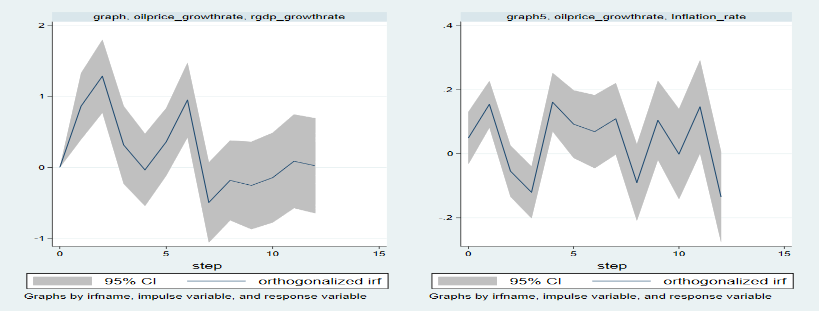 graph, oilprice_growthrate, rgdp_growthrate
2
1
0
-1
0 5 10 15
step
95% CI orthogonalized irf
Graphs by irfname, impulse variable, and response variable
graph5, oilprice_growthrate, Inflation_rate
.4
.2
0
-.2
0 5 10 15
step
95% CI orthogonalized irf
Graphs by irfname, impulse variable, and response variable